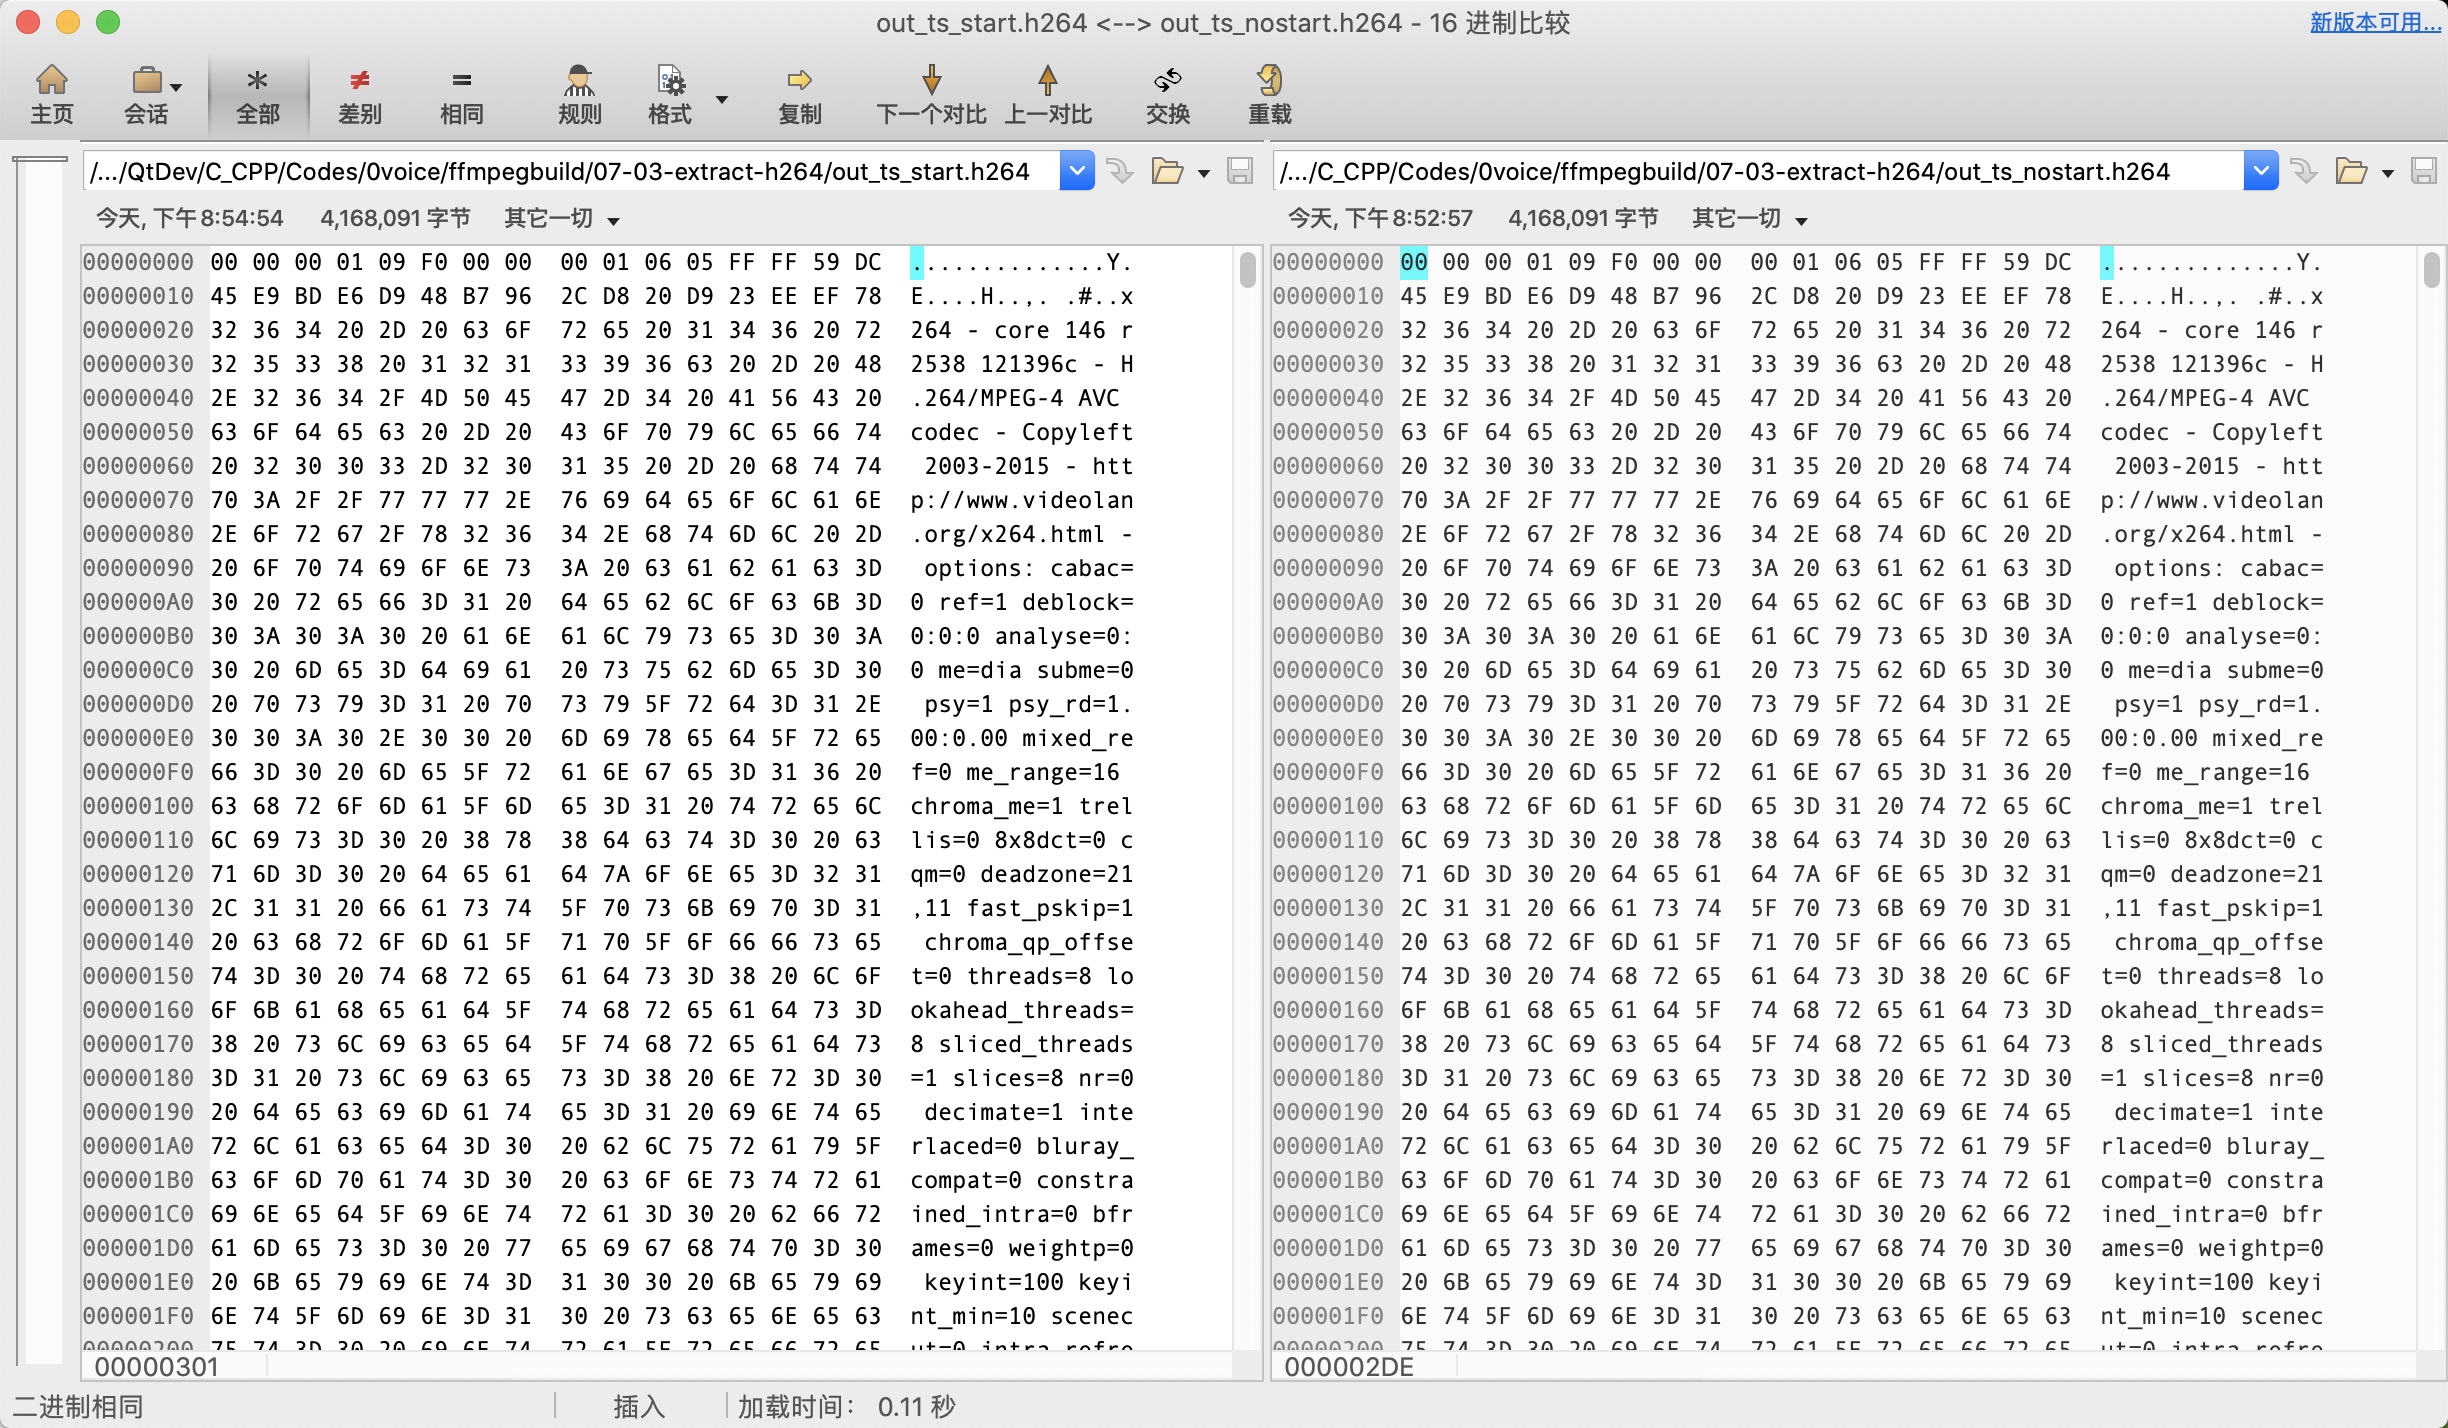 out_ts_start.h264 <--> out_ts_nostart.h264 - 16 进制比较
新版本可用...
主页 会话 全部 差别 相同 规则 格式 复制 下一个对比 上一对比 交换 重载
/.../QtDev/C_CPP/Codes/0voice/ffmpegbuild/07-03-extract-h264/out_ts_start.h264
今天, 下午8:54:54 4,168,091 字节 其它一切
00000000 00 00 00 01 09 F0 00 00 00 01 06 05 FF FF 59 DC ..............Y.
00000010 45 E9 BD E6 D9 48 B7 96 2C D8 20 D9 23 EE EF 78 E....H..,. .#..x
00000020 32 36 34 20 2D 20 63 6F 72 65 20 31 34 36 20 72 264 - core 146 r
00000030 32 35 33 38 20 31 32 31 33 39 36 63 20 2D 20 48 2538 121396c - H
00000040 2E 32 36 34 2F 4D 50 45 47 2D 34 20 41 56 43 20 .264/MPEG-4 AVC
00000050 63 6F 64 65 63 20 2D 20 43 6F 70 79 6C 65 66 74 codec - Copyleft
00000060 20 32 30 30 33 2D 32 30 31 35 20 2D 20 68 74 74 2003-2015 - htt
00000070 70 3A 2F 2F 77 77 77 2E 76 69 64 65 6F 6C 61 6E p://www.videolan
00000080 2E 6F 72 67 2F 78 32 36 34 2E 68 74 6D 6C 20 2D .org/x264.html -
00000090 20 6F 70 74 69 6F 6E 73 3A 20 63 61 62 61 63 3D options: cabac=
000000A0 30 20 72 65 66 3D 31 20 64 65 62 6C 6F 63 6B 3D 0 ref=1 deblock=
000000B0 30 3A 30 3A 30 20 61 6E 61 6C 79 73 65 3D 30 3A 0:0:0 analyse=0:
000000C0 30 20 6D 65 3D 64 69 61 20 73 75 62 6D 65 3D 30 0 me=dia subme=0
000000D0 20 70 73 79 3D 31 20 70 73 79 5F 72 64 3D 31 2E psy=1 psy_rd=1.
000000E0 30 30 3A 30 2E 30 30 20 6D 69 78 65 64 5F 72 65 00:0.00 mixed_re
000000F0 66 3D 30 20 6D 65 5F 72 61 6E 67 65 3D 31 36 20 f=0 me_range=16
00000100 63 68 72 6F 6D 61 5F 6D 65 3D 31 20 74 72 65 6C chroma_me=1 trel
00000110 6C 69 73 3D 30 20 38 78 38 64 63 74 3D 30 20 63 lis=0 8x8dct=0 c
00000120 71 6D 3D 30 20 64 65 61 64 7A 6F 6E 65 3D 32 31 qm=0 deadzone=21
00000130 2C 31 31 20 66 61 73 74 5F 70 73 6B 69 70 3D 31 ,11 fast_pskip=1
00000140 20 63 68 72 6F 6D 61 5F 71 70 5F 6F 66 66 73 65 chroma_qp_offse
00000150 74 3D 30 20 74 68 72 65 61 64 73 3D 38 20 6C 6F t=0 threads=8 lo
00000160 6F 6B 61 68 65 61 64 5F 74 68 72 65 61 64 73 3D okahead_threads=
00000170 38 20 73 6C 69 63 65 64 5F 74 68 72 65 61 64 73 8 sliced_threads
00000180 3D 31 20 73 6C 69 63 65 73 3D 38 20 6E 72 3D 30 =1 slices=8 nr=0
00000190 20 64 65 63 69 6D 61 74 65 3D 31 20 69 6E 74 65 decimate=1 inte
000001A0 72 6C 61 63 65 64 3D 30 20 62 6C 75 72 61 79 5F rlaced=0 bluray_
000001B0 63 6F 6D 70 61 74 3D 30 20 63 6F 6E 73 74 72 61 compat=0 constra
000001C0 69 6E 65 64 5F 69 6E 74 72 61 3D 30 20 62 66 72 ined_intra=0 bfr
000001D0 61 6D 65 73 3D 30 20 77 65 69 67 68 74 70 3D 30 ames=0 weightp=0
000001E0 20 6B 65 79 69 6E 74 3D 31 30 30 20 6B 65 79 69 keyint=100 keyi
000001F0 6E 74 5F 6D 69 6E 3D 31 30 20 73 63 65 6E 65 63 nt_min=10 scenec
00000200 75 74 3D 30 20 69 6E 74 72 61 5F 72 65 66 72 65 ut=0 intra_refre
00000301
/.../C_CPP/Codes/0voice/ffmpegbuild/07-03-extract-h264/out_ts_nostart.h264
今天, 下午8:52:57 4,168,091 字节 其它一切
00000000 00 00 00 01 09 F0 00 00 00 01 06 05 FF FF 59 DC ..............Y.
00000010 45 E9 BD E6 D9 48 B7 96 2C D8 20 D9 23 EE EF 78 E....H..,. .#..x
00000020 32 36 34 20 2D 20 63 6F 72 65 20 31 34 36 20 72 264 - core 146 r
00000030 32 35 33 38 20 31 32 31 33 39 36 63 20 2D 20 48 2538 121396c - H
00000040 2E 32 36 34 2F 4D 50 45 47 2D 34 20 41 56 43 20 .264/MPEG-4 AVC
00000050 63 6F 64 65 63 20 2D 20 43 6F 70 79 6C 65 66 74 codec - Copyleft
00000060 20 32 30 30 33 2D 32 30 31 35 20 2D 20 68 74 74 2003-2015 - htt
00000070 70 3A 2F 2F 77 77 77 2E 76 69 64 65 6F 6C 61 6E p://www.videolan
00000080 2E 6F 72 67 2F 78 32 36 34 2E 68 74 6D 6C 20 2D .org/x264.html -
00000090 20 6F 70 74 69 6F 6E 73 3A 20 63 61 62 61 63 3D options: cabac=
000000A0 30 20 72 65 66 3D 31 20 64 65 62 6C 6F 63 6B 3D 0 ref=1 deblock=
000000B0 30 3A 30 3A 30 20 61 6E 61 6C 79 73 65 3D 30 3A 0:0:0 analyse=0:
000000C0 30 20 6D 65 3D 64 69 61 20 73 75 62 6D 65 3D 30 0 me=dia subme=0
000000D0 20 70 73 79 3D 31 20 70 73 79 5F 72 64 3D 31 2E psy=1 psy_rd=1.
000000E0 30 30 3A 30 2E 30 30 20 6D 69 78 65 64 5F 72 65 00:0.00 mixed_re
000000F0 66 3D 30 20 6D 65 5F 72 61 6E 67 65 3D 31 36 20 f=0 me_range=16
00000100 63 68 72 6F 6D 61 5F 6D 65 3D 31 20 74 72 65 6C chroma_me=1 trel
00000110 6C 69 73 3D 30 20 38 78 38 64 63 74 3D 30 20 63 lis=0 8x8dct=0 c
00000120 71 6D 3D 30 20 64 65 61 64 7A 6F 6E 65 3D 32 31 qm=0 deadzone=21
00000130 2C 31 31 20 66 61 73 74 5F 70 73 6B 69 70 3D 31 ,11 fast_pskip=1
00000140 20 63 68 72 6F 6D 61 5F 71 70 5F 6F 66 66 73 65 chroma_qp_offse
00000150 74 3D 30 20 74 68 72 65 61 64 73 3D 38 20 6C 6F t=0 threads=8 lo
00000160 6F 6B 61 68 65 61 64 5F 74 68 72 65 61 64 73 3D okahead_threads=
00000170 38 20 73 6C 69 63 65 64 5F 74 68 72 65 61 64 73 8 sliced_threads
00000180 3D 31 20 73 6C 69 63 65 73 3D 38 20 6E 72 3D 30 =1 slices=8 nr=0
00000190 20 64 65 63 69 6D 61 74 65 3D 31 20 69 6E 74 65 decimate=1 inte
000001A0 72 6C 61 63 65 64 3D 30 20 62 6C 75 72 61 79 5F rlaced=0 bluray_
000001B0 63 6F 6D 70 61 74 3D 30 20 63 6F 6E 73 74 72 61 compat=0 constra
000001C0 69 6E 65 64 5F 69 6E 74 72 61 3D 30 20 62 66 72 ined_intra=0 bfr
000001D0 61 6D 65 73 3D 30 20 77 65 69 67 68 74 70 3D 30 ames=0 weightp=0
000001E0 20 6B 65 79 69 6E 74 3D 31 30 30 20 6B 65 79 69 keyint=100 keyi
000001F0 6E 74 5F 6D 69 6E 3D 31 30 20 73 63 65 6E 65 63 nt_min=10 scenec
00000200 75 74 3D 30 20 69 6E 74 72 61 5F 72 65 66 72 65 ut=0 intra_refre
000002DE
二进制相同 插入 加载时间： 0.11 秒